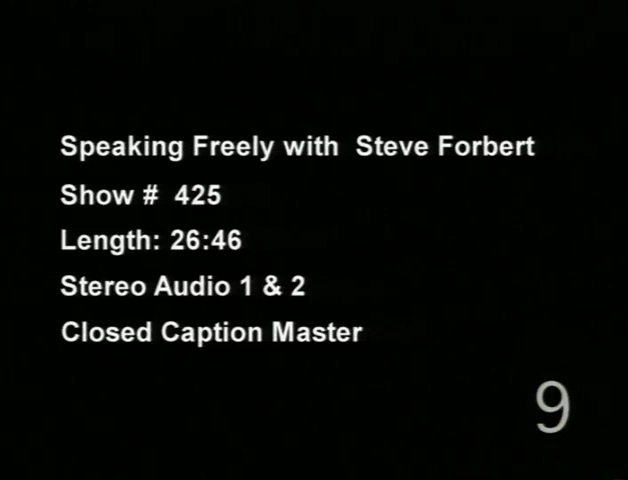 Speaking Freely with Steve Forbert
Show # 425
Length: 26:46
Stereo Audio 1 & 2
Closed Caption Master
9